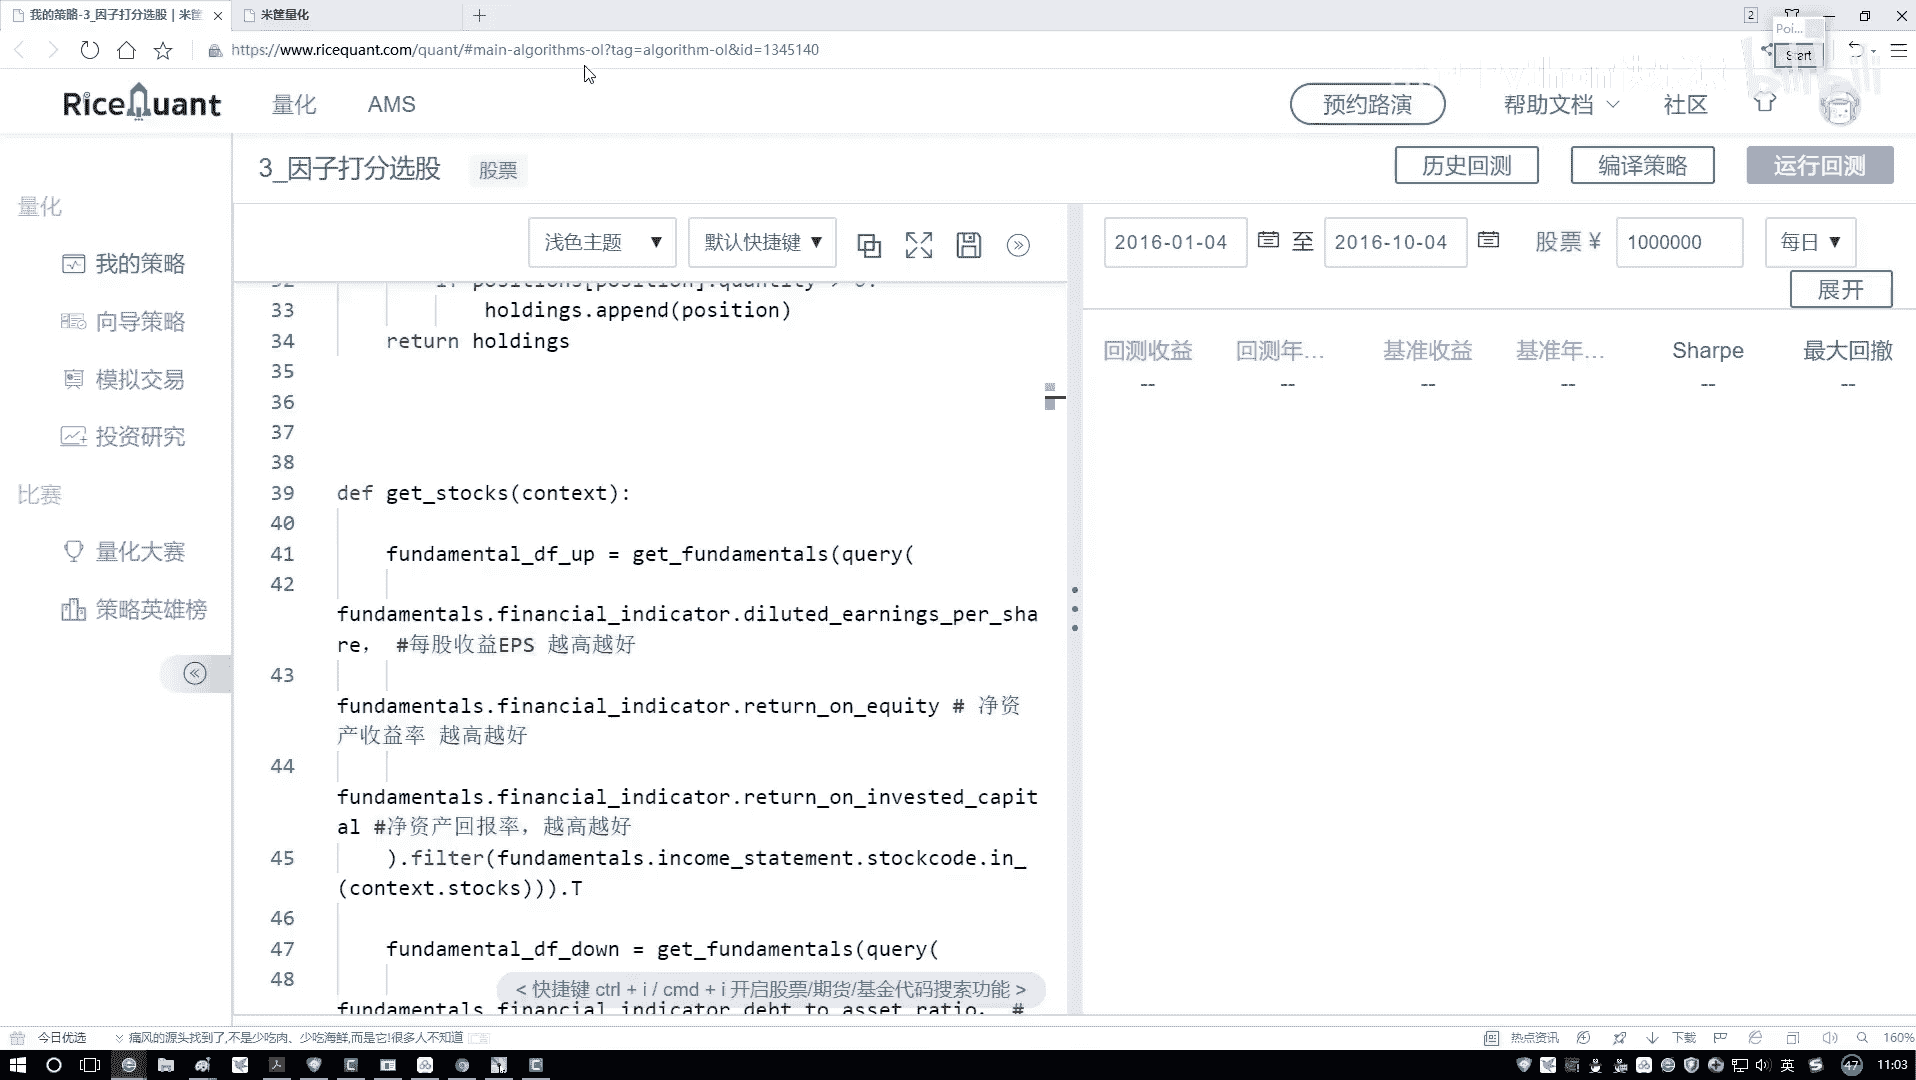 我的策略-3_因子打分选股 | 米筐
米筐量化
2
Poi...
https://www.ricequant.com/quant/#main-algorithms-ol?tag=algorithm-ol&id=1345140
Start
RiceQuant
量化
AMS
预约路演
帮助文档
社区
3_因子打分选股
股票
历史回测
编译策略
运行回测
量化
我的策略
向导策略
模拟交易
投资研究
比赛
量化大赛
策略英雄榜
浅色主题 ▼
默认快捷键 ▼
2016-01-04
至
2016-10-04
股票 ¥
1000000
每日 ▼
展开
回测收益
回测年...
基准收益
基准年...
Sharpe
最大回撤
--
--
--
--
--
--
32 if positions[position].quantity > 0:
33 holdings.append(position)
34 return holdings
35
36
37
38
39 def get_stocks(context):
40
41 fundamental_df_up = get_fundamentals(query(
42
fundamentals.financial_indicator.diluted_earnings_per_sha
re， #每股收益EPS 越高越好
43
fundamentals.financial_indicator.return_on_equity # 净资
产收益率 越高越好
44
fundamentals.financial_indicator.return_on_invested_capit
al #净资产回报率，越高越好
45 ).filter(fundamentals.income_statement.stockcode.in_
(context.stocks))).T
46
47 fundamental_df_down = get_fundamentals(query(
48
< 快捷键 ctrl + i / cmd + i 开启股票/期货/基金代码搜索功能 >
fundamentals.financial_indicator.debt_to_asset_ratio, #
今日优选
痛风的源头找到了,不是少吃肉、少吃海鲜,而是它!很多人不知道
热点资讯
下载
160%
英
47
11:03